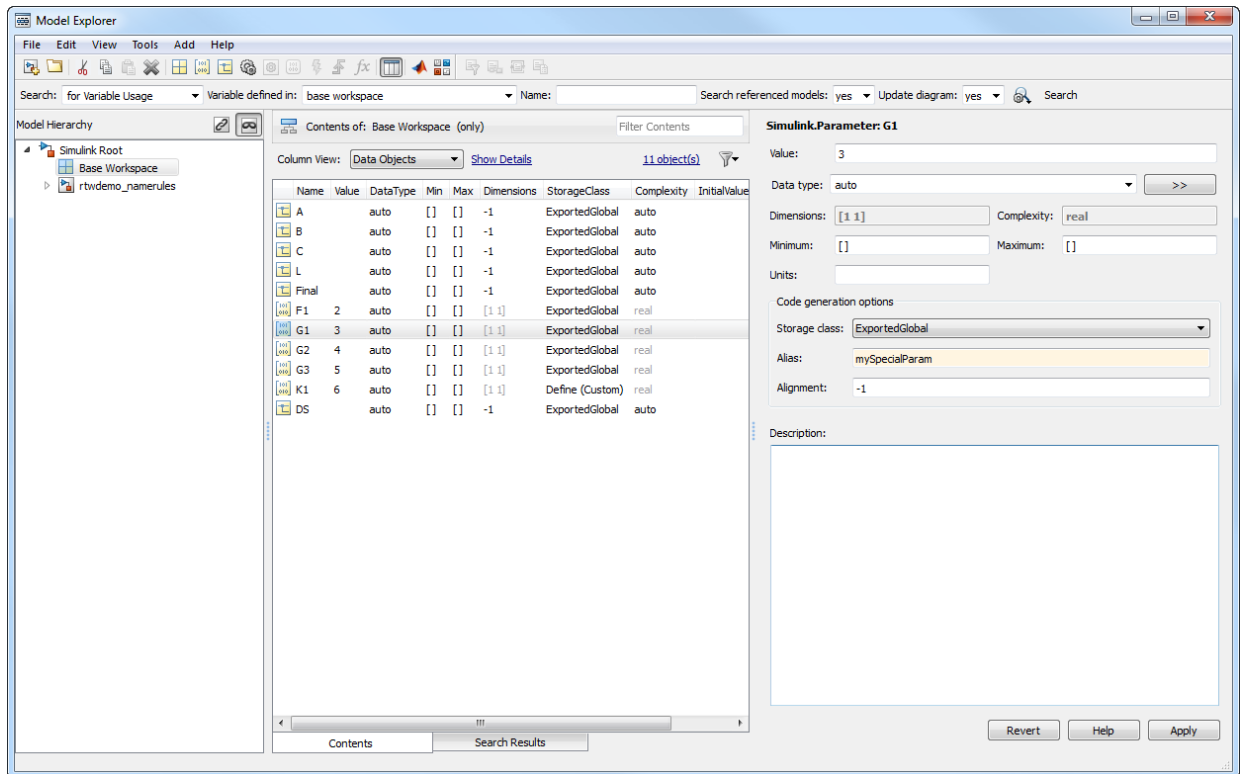 Model Explorer
File Edit View Tools Add Help
Search: for Variable Usage Variable defined in: base workspace Name: Search referenced models: yes Update diagram: yes Search
Model Hierarchy
Simulink Root
Base Workspace
rtwdemo_namerules
Contents of: Base Workspace (only) Filter Contents
Column View: Data Objects Show Details 11 object(s)
Name Value DataType Min Max Dimensions StorageClass Complexity InitialValue
A auto [ ] [ ] -1 ExportedGlobal auto
B auto [ ] [ ] -1 ExportedGlobal auto
C auto [ ] [ ] -1 ExportedGlobal auto
L auto [ ] [ ] -1 ExportedGlobal auto
Final auto [ ] [ ] -1 ExportedGlobal auto
F1 2 auto [ ] [ ] [1 1] ExportedGlobal real
G1 3 auto [ ] [ ] [1 1] ExportedGlobal real
G2 4 auto [ ] [ ] [1 1] ExportedGlobal real
G3 5 auto [ ] [ ] [1 1] ExportedGlobal real
K1 6 auto [ ] [ ] [1 1] Define (Custom) real
DS auto [ ] [ ] -1 ExportedGlobal auto
Contents Search Results
Simulink.Parameter: G1
Value: 3
Data type: auto >>
Dimensions: [1 1] Complexity: real
Minimum: [ ] Maximum: [ ]
Units:
Code generation options
Storage class: ExportedGlobal
Alias: mySpecialParam
Alignment: -1
Description:
Revert Help Apply